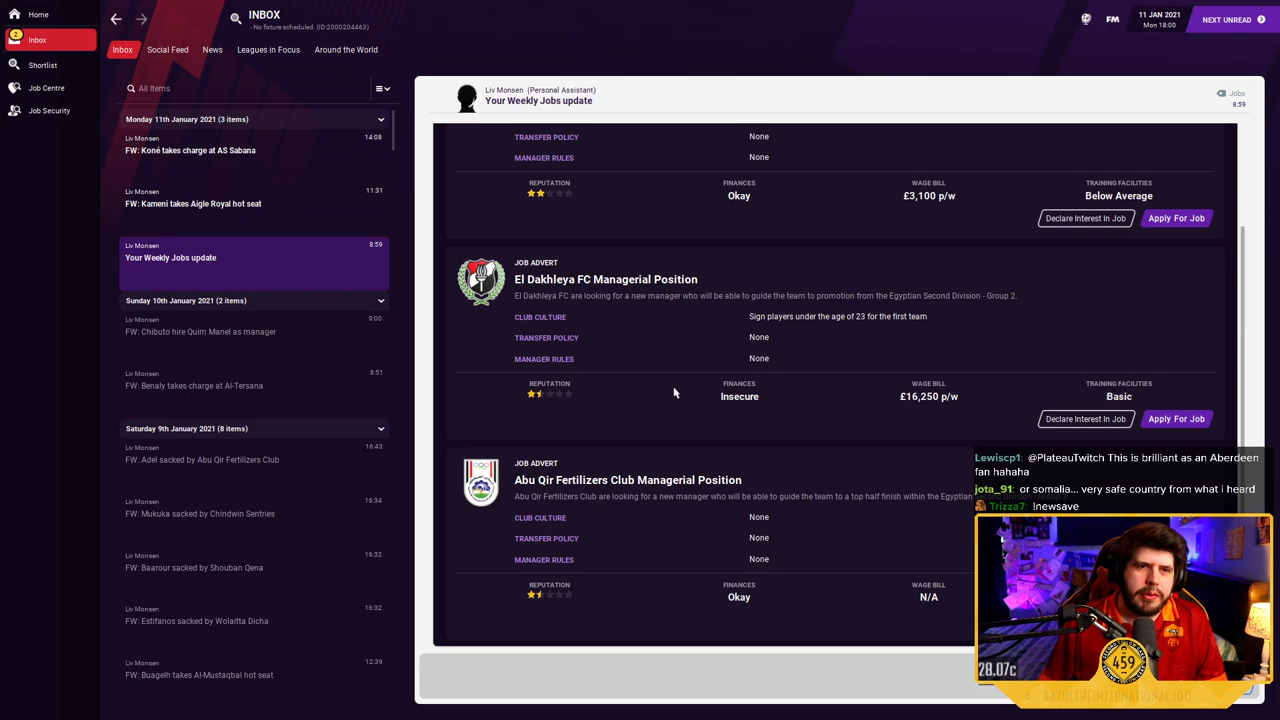 Home
INBOX
- No fixture scheduled. (ID:2000204463)
FM
11 JAN 2021
Mon 18:00
NEXT UNREAD
2
Inbox
Shortlist
Job Centre
Job Security
Inbox
Social Feed
News
Leagues in Focus
Around the World
All Items
Monday 11th January 2021 (3 items)
Liv Monsen
14:08
FW: Koné takes charge at AS Sabana
Liv Monsen
11:31
FW: Kameni takes Aigle Royal hot seat
Liv Monsen
8:59
Your Weekly Jobs update
Sunday 10th January 2021 (2 items)
Liv Monsen
9:00
FW: Chibuto hire Quim Manel as manager
Liv Monsen
8:51
FW: Benaly takes charge at Al-Tersana
Saturday 9th January 2021 (8 items)
Liv Monsen
16:43
FW: Adel sacked by Abu Qir Fertilizers Club
Liv Monsen
16:34
FW: Mukuka sacked by Chindwin Sentries
Liv Monsen
16:32
FW: Baarour sacked by Shouban Qena
Liv Monsen
16:32
FW: Estifanos sacked by Wolaitta Dicha
Liv Monsen
12:39
FW: Buagelh takes Al-Mustaqbal hot seat
Liv Monsen (Personal Assistant)
Your Weekly Jobs update
Jobs
8:59
TRANSFER POLICY
None
MANAGER RULES
None
REPUTATION
FINANCES
WAGE BILL
TRAINING FACILITIES
Okay
£3,100 p/w
Below Average
Declare Interest In Job
Apply For Job
JOB ADVERT
El Dakhleya FC Managerial Position
El Dakhleya FC are looking for a new manager who will be able to guide the team to promotion from the Egyptian Second Division - Group 2.
CLUB CULTURE
Sign players under the age of 23 for the first team
TRANSFER POLICY
None
MANAGER RULES
None
REPUTATION
FINANCES
WAGE BILL
TRAINING FACILITIES
Insecure
£16,250 p/w
Basic
Declare Interest In Job
Apply For Job
JOB ADVERT
Abu Qir Fertilizers Club Managerial Position
Abu Qir Fertilizers Club are looking for a new manager who will be able to guide the team to a top half finish within the Egyptian
CLUB CULTURE
None
TRANSFER POLICY
None
MANAGER RULES
None
REPUTATION
FINANCES
WAGE BILL
Okay
N/A
Lewiscp1: @PlateauTwitch This is brilliant as an Aberdeen
fan hahaha
jota_91: or somalia... very safe country from what i heard
Trizza7: !newsave
28.07c
459